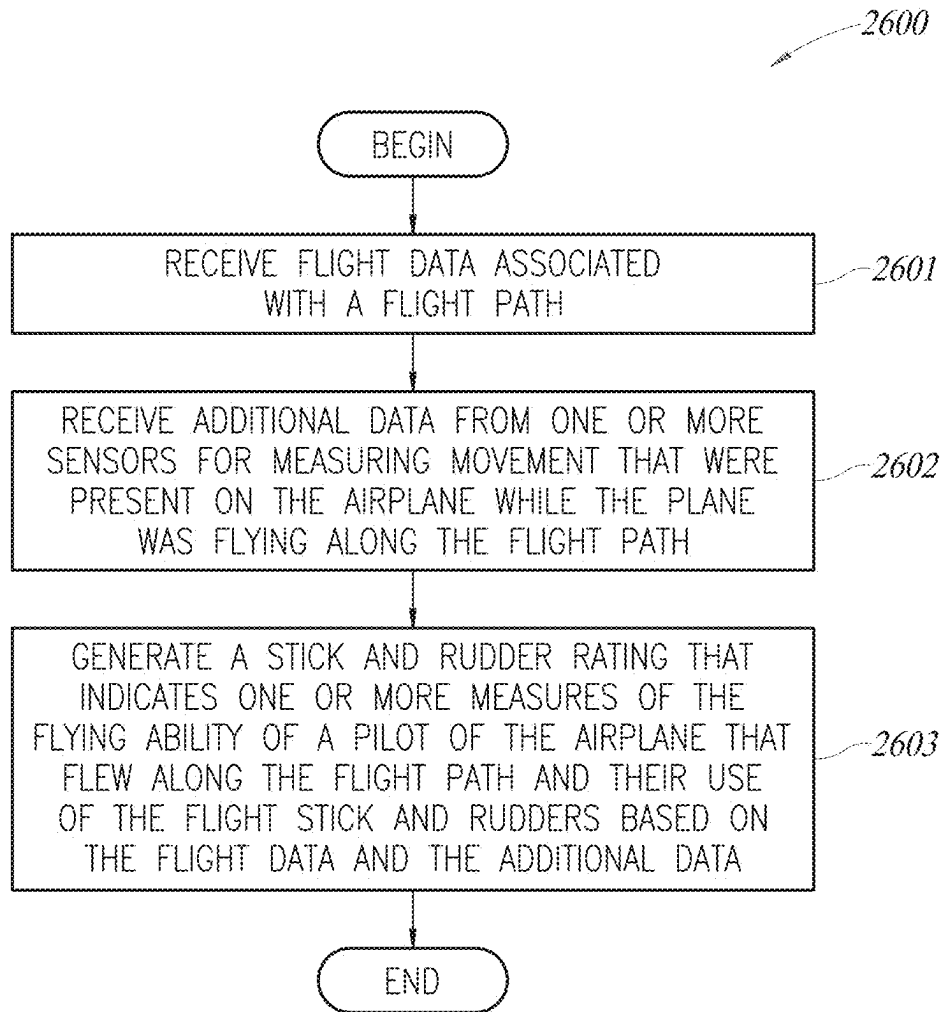 2600
BEGIN
RECEIVE FLIGHT DATA ASSOCIATED
WITH A FLIGHT PATH
2601
RECEIVE ADDITIONAL DATA FROM ONE OR MORE
SENSORS FOR MEASURING MOVEMENT THAT WERE
PRESENT ON THE AIRPLANE WHILE THE PLANE
WAS FLYING ALONG THE FLIGHT PATH
2602
GENERATE A STICK AND RUDDER RATING THAT
INDICATES ONE OR MORE MEASURES OF THE
FLYING ABILITY OF A PILOT OF THE AIRPLANE THAT
FLEW ALONG THE FLIGHT PATH AND THEIR USE
OF THE FLIGHT STICK AND RUDDERS BASED ON
THE FLIGHT DATA AND THE ADDITIONAL DATA
2603
END